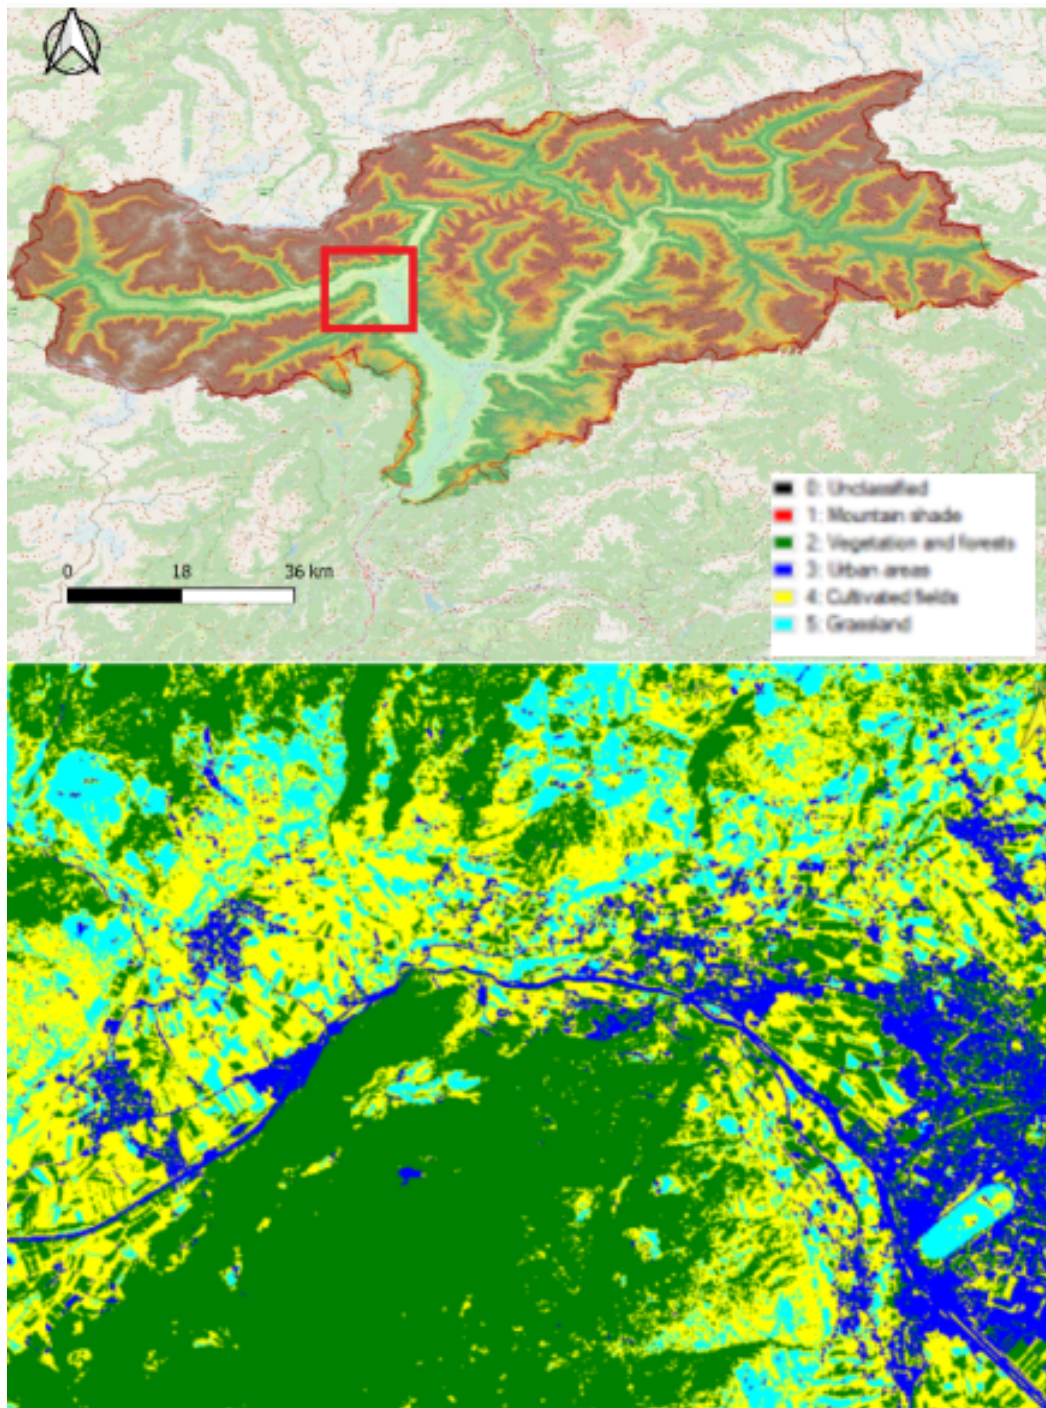 0 18 36 km
0: Unclassified
1: Mountain shade
2: Vegetation and forests
3: Urban areas
4: Cultivated fields
5: Grassland